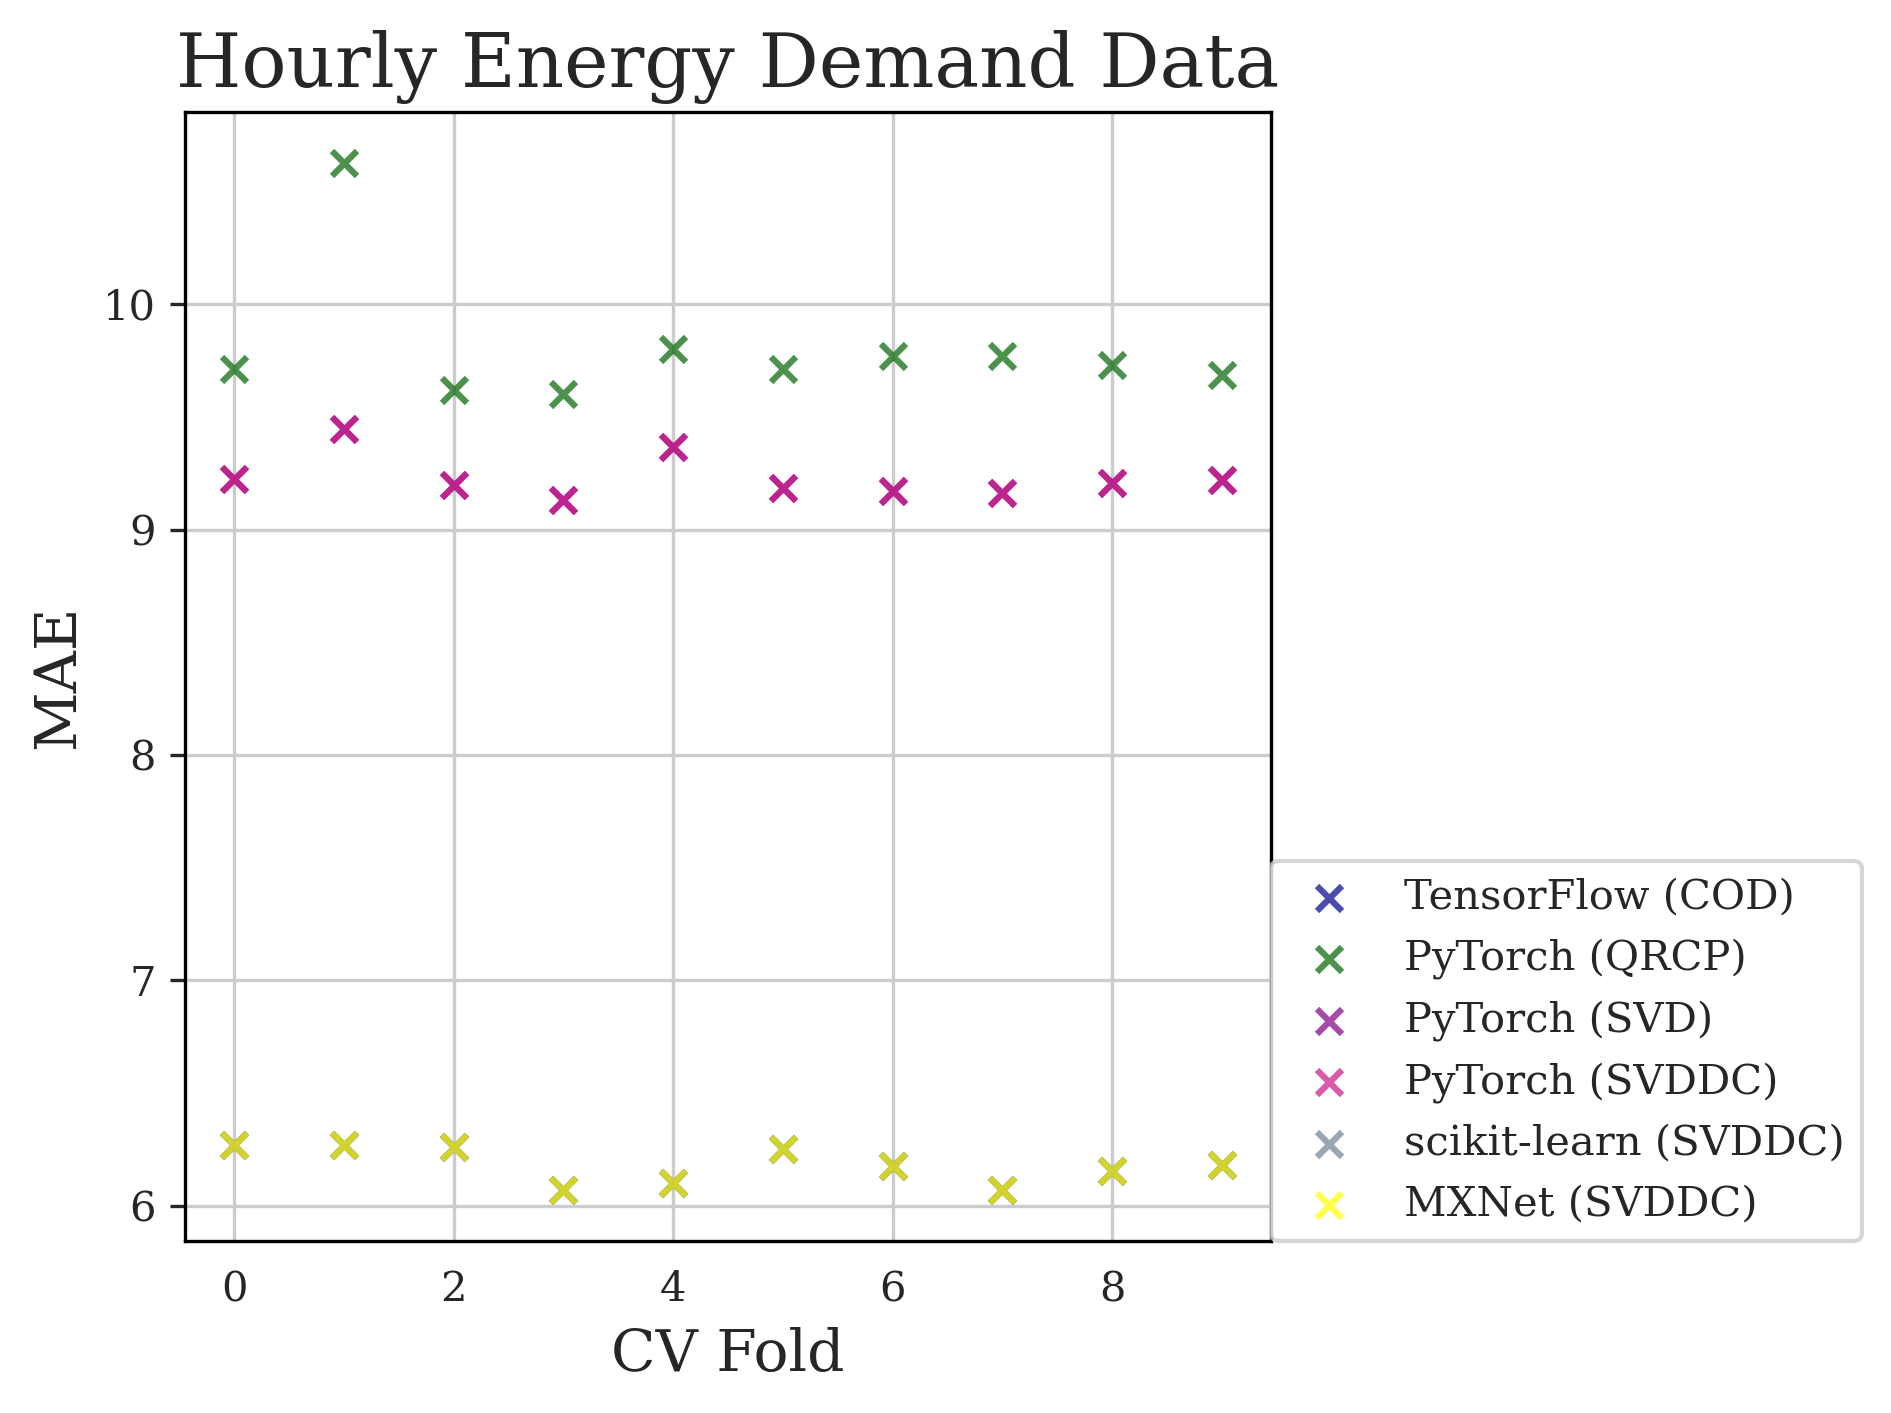 Hourly Energy Demand Data
MAE
10
9
8
7
6
0 2 4 6 8
CV Fold
TensorFlow (COD)
PyTorch (QRCP)
PyTorch (SVD)
PyTorch (SVDDC)
scikit-learn (SVDDC)
MXNet (SVDDC)